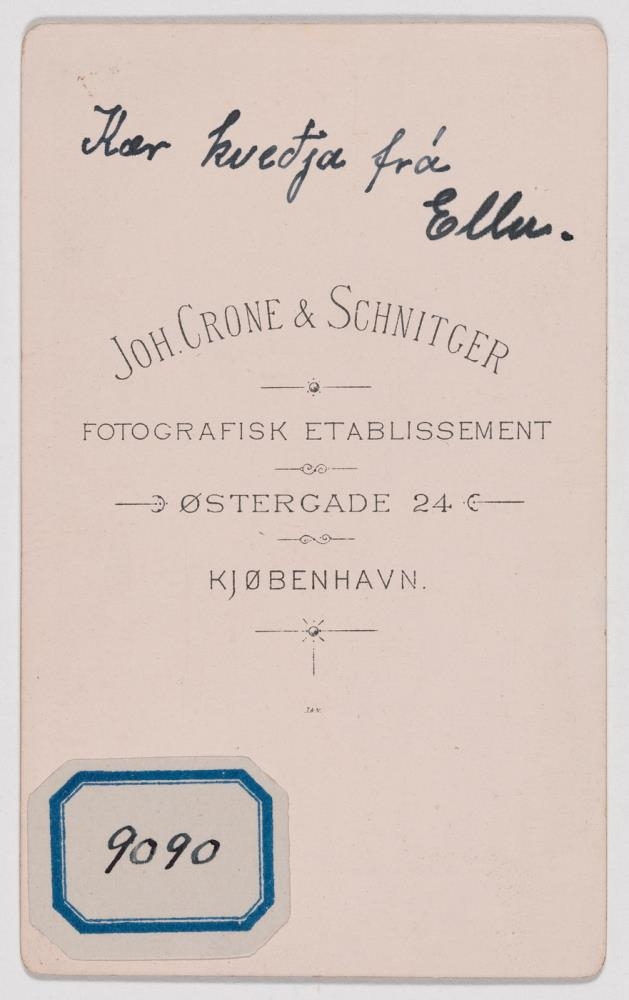 Kær kveðja frá
Ellu.
JOH. CRONE & SCHNITGER
FOTOGRAFISK ETABLISSEMENT
ØSTERGADE 24
KJØBENHAVN.
9090